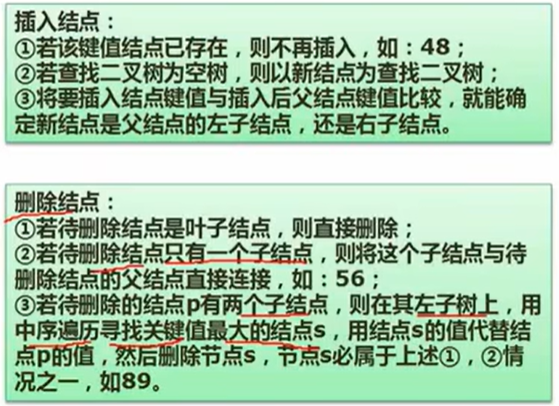 插入结点：
①若该键值结点已存在，则不再插入，如：48；
②若查找二叉树为空树，则以新结点为查找二叉树；
③将要插入结点键值与插入后父结点键值比较，就能确
定新结点是父结点的左子结点，还是右子结点。
删除结点：
①若待删除结点是叶子结点，则直接删除；
②若待删除结点只有一个子结点，则将这个子结点与待
删除结点的父结点直接连接，如：56；
③若待删除的结点p有两个子结点，则在其左子树上，用
中序遍历寻找关键值最大的结点s，用结点s的值代替结
点p的值，然后删除节点s，节点s必属于上述①，②情
况之一，如89。